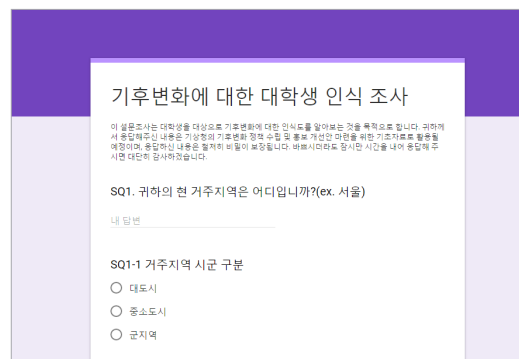 기후변화에 대한 대학생 인식 조사
이 설문조사는 대학생을 대상으로 기후변화에 대한 인식도를 알아보는 것을 목적으로 합니다. 귀하께
서 응답해주신 내용은 기상청의 기후변화 정책 수립 및 홍보 개선안 마련을 위한 기초자료로 활용될
예정이며, 응답하신 내용은 철저히 비밀이 보장됩니다. 바쁘시더라도 잠시만 시간을 내어 응답해 주
시면 대단히 감사하겠습니다.
SQ1. 귀하의 현 거주지역은 어디입니까?(ex. 서울)
내 답변
SQ1-1 거주지역 시군 구분
대도시
중소도시
군지역